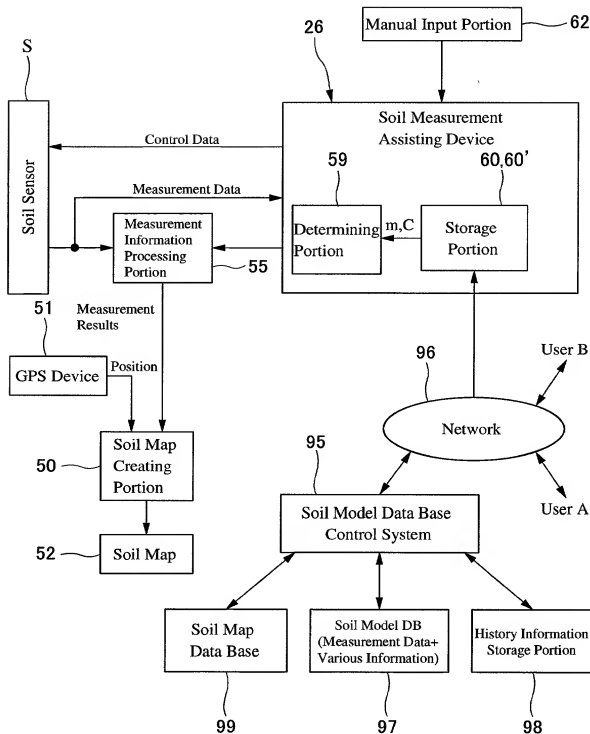 Manual Input Portion
62
S
26
Soil Measurement
Assisting Device
Control Data
Soil Sensor
59
60,60'
Measurement Data
Measurement
Information
Processing
Portion
Determining
Portion
m,C
Storage
Portion
55
Measurement
Results
51
GPS Device
Position
96
User B
Network
Soil Map
Creating
Portion
50
95
User A
Soil Model Data Base
Control System
52
Soil Map
Soil Map
Data Base
Soil Model DB
(Measurement Data+
Various Information)
History Information
Storage Portion
99
97
98